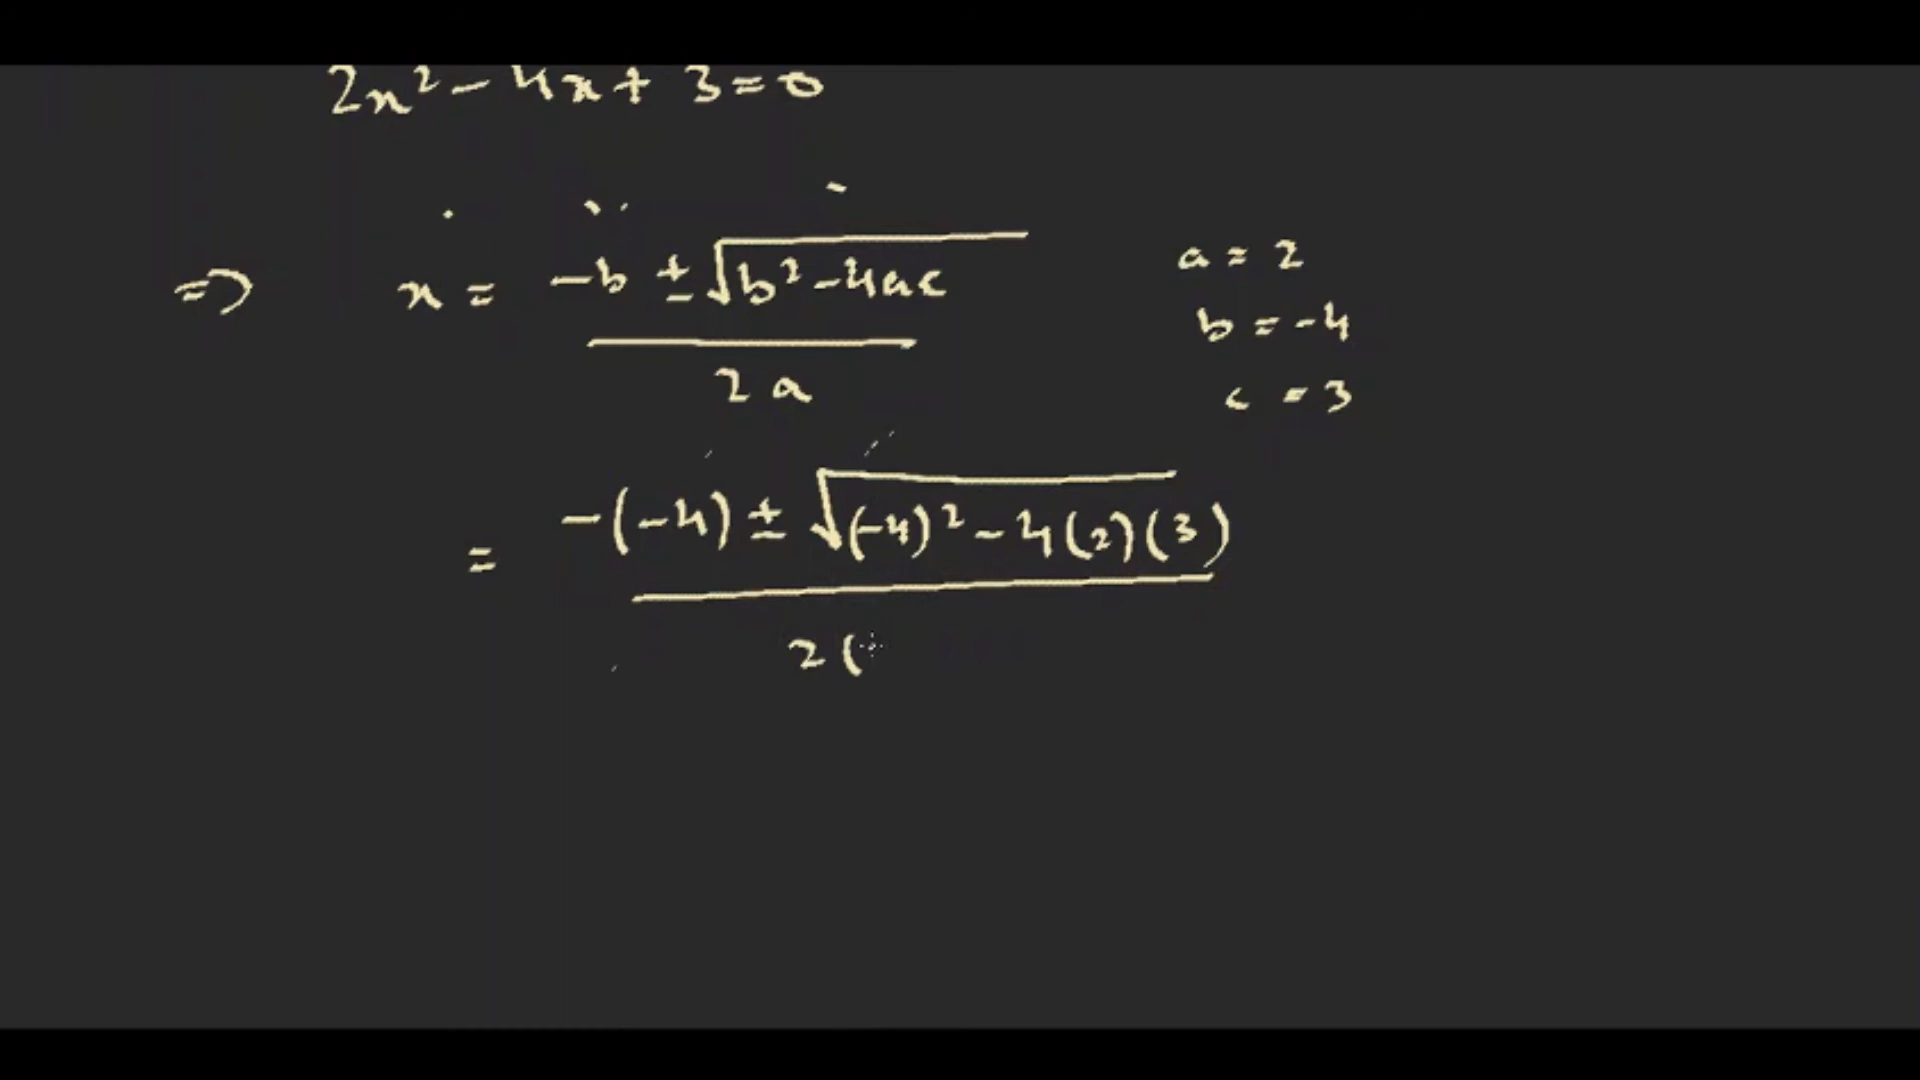 2x² - 4x + 3 = 0
⇒ x = (-b ± √(b² - 4ac)) / 2a
a = 2
b = -4
c = 3
= (-(-4) ± √((-4)² - 4(2)(3))) / 2(